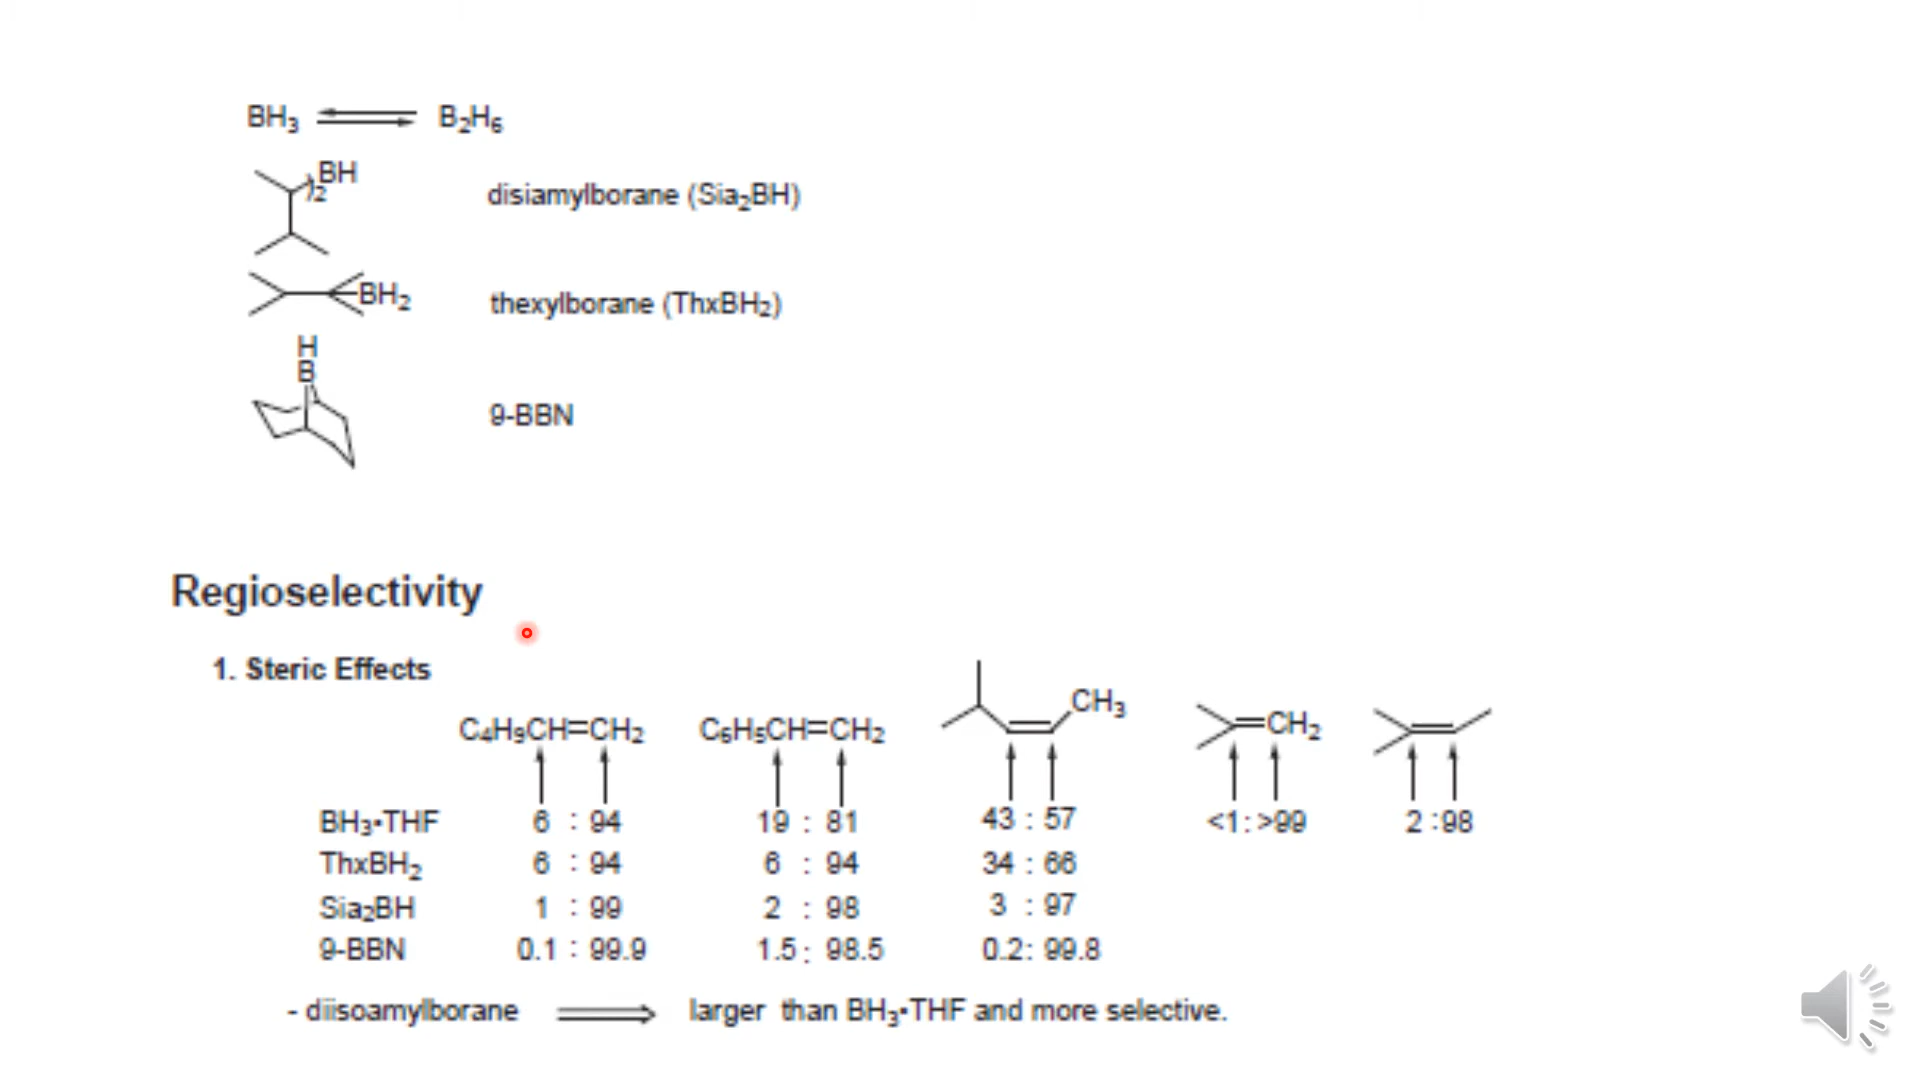 BH3 ⇌ B2H6
)2BH disiamylborane (Sia2BH)
BH2 thexylborane (ThxBH2)
H
B
9-BBN
Regioselectivity
1. Steric Effects
CH3
C4H9CH=CH2 C6H5CH=CH2 =CH2
BH3•THF 6 : 94 19 : 81 43 : 57 <1 : >99 2 : 98
ThxBH2 6 : 94 6 : 94 34 : 66
Sia2BH 1 : 99 2 : 98 3 : 97
9-BBN 0.1 : 99.9 1.5 : 98.5 0.2 : 99.8
- diisoamylborane ⟹ larger than BH3•THF and more selective.